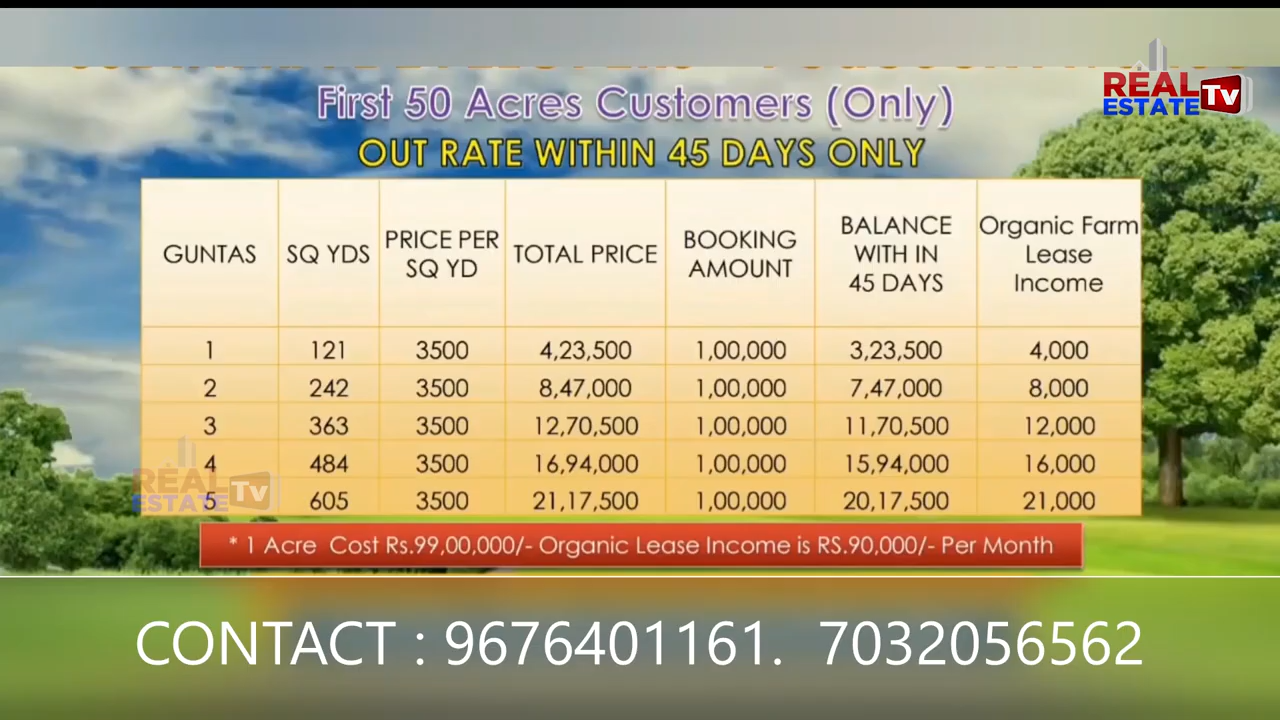 REAL
ESTATE TV
First 50 Acres Customers (Only)
OUT RATE WITHIN 45 DAYS ONLY
GUNTAS SQ YDS PRICE PER SQ YD TOTAL PRICE BOOKING AMOUNT BALANCE WITH IN 45 DAYS Organic Farm Lease Income
1 121 3500 4,23,500 1,00,000 3,23,500 4,000
2 242 3500 8,47,000 1,00,000 7,47,000 8,000
3 363 3500 12,70,500 1,00,000 11,70,500 12,000
4 484 3500 16,94,000 1,00,000 15,94,000 16,000
5 605 3500 21,17,500 1,00,000 20,17,500 21,000
REAL
ESTATE TV
* 1 Acre Cost Rs.99,00,000/- Organic Lease Income is RS.90,000/- Per Month
CONTACT : 9676401161. 7032056562